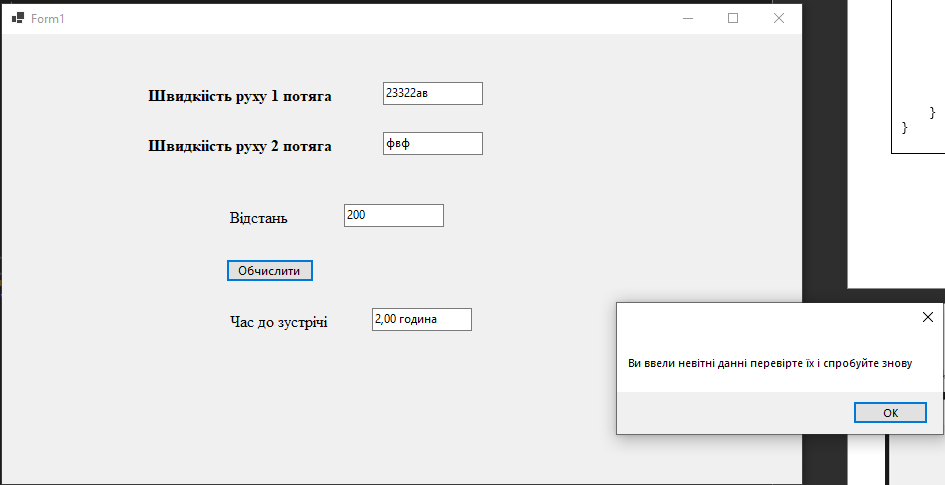 Form1
Швидкіість руху 1 потяга
23322ав
Швидкіість руху 2 потяга
фвф
Відстань
200
Обчислити
Час до зустрічі
2,00 година
Ви ввели невітні данні перевірте їх і спробуйте знову
OK
}
}